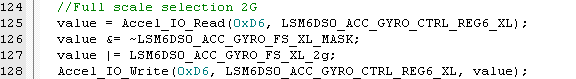 124 //Full scale selection 2G
125 value = Accel_IO_Read(0xD6, LSM6DSO_ACC_GYRO_CTRL_REG6_XL);
126 value &= ~LSM6DSO_ACC_GYRO_FS_XL_MASK;
127 value |= LSM6DSO_ACC_GYRO_FS_XL_2g;
128 Accel_IO_Write(0xD6, LSM6DSO_ACC_GYRO_CTRL_REG6_XL, value);